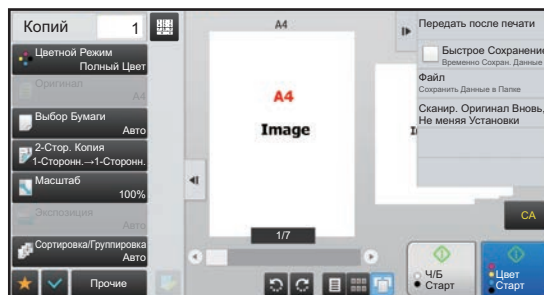 Копий 1
Цветной Режим
Полный Цвет
Оригинал
A4
Выбор Бумаги
Авто
2-Стор. Копия
1-Сторонн.→1-Сторонн.
Масштаб
100%
Экспозиция
Авто
Сортировка/Группировка
Авто
Прочие
A4
A4
Image
I
1/7
Передать после печати
Быстрое Сохранение
Временно Сохран. Данные
Файл
Сохранить Данные в Папке
Сканир. Оригинал Вновь,
Не меняя Установки
CA
Ч/Б
Старт
Цвет
Старт